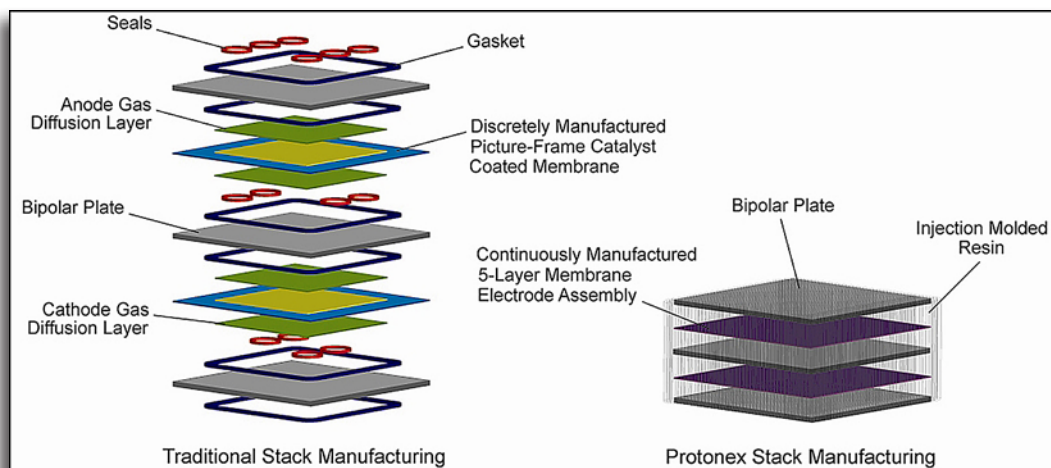 Seals
Gasket
Anode Gas
Diffusion Layer
Discretely Manufactured
Picture-Frame Catalyst
Coated Membrane
Bipolar Plate
Cathode Gas
Diffusion Layer
Traditional Stack Manufacturing
Bipolar Plate
Injection Molded
Resin
Continuously Manufactured
5-Layer Membrane
Electrode Assembly
Protonex Stack Manufacturing